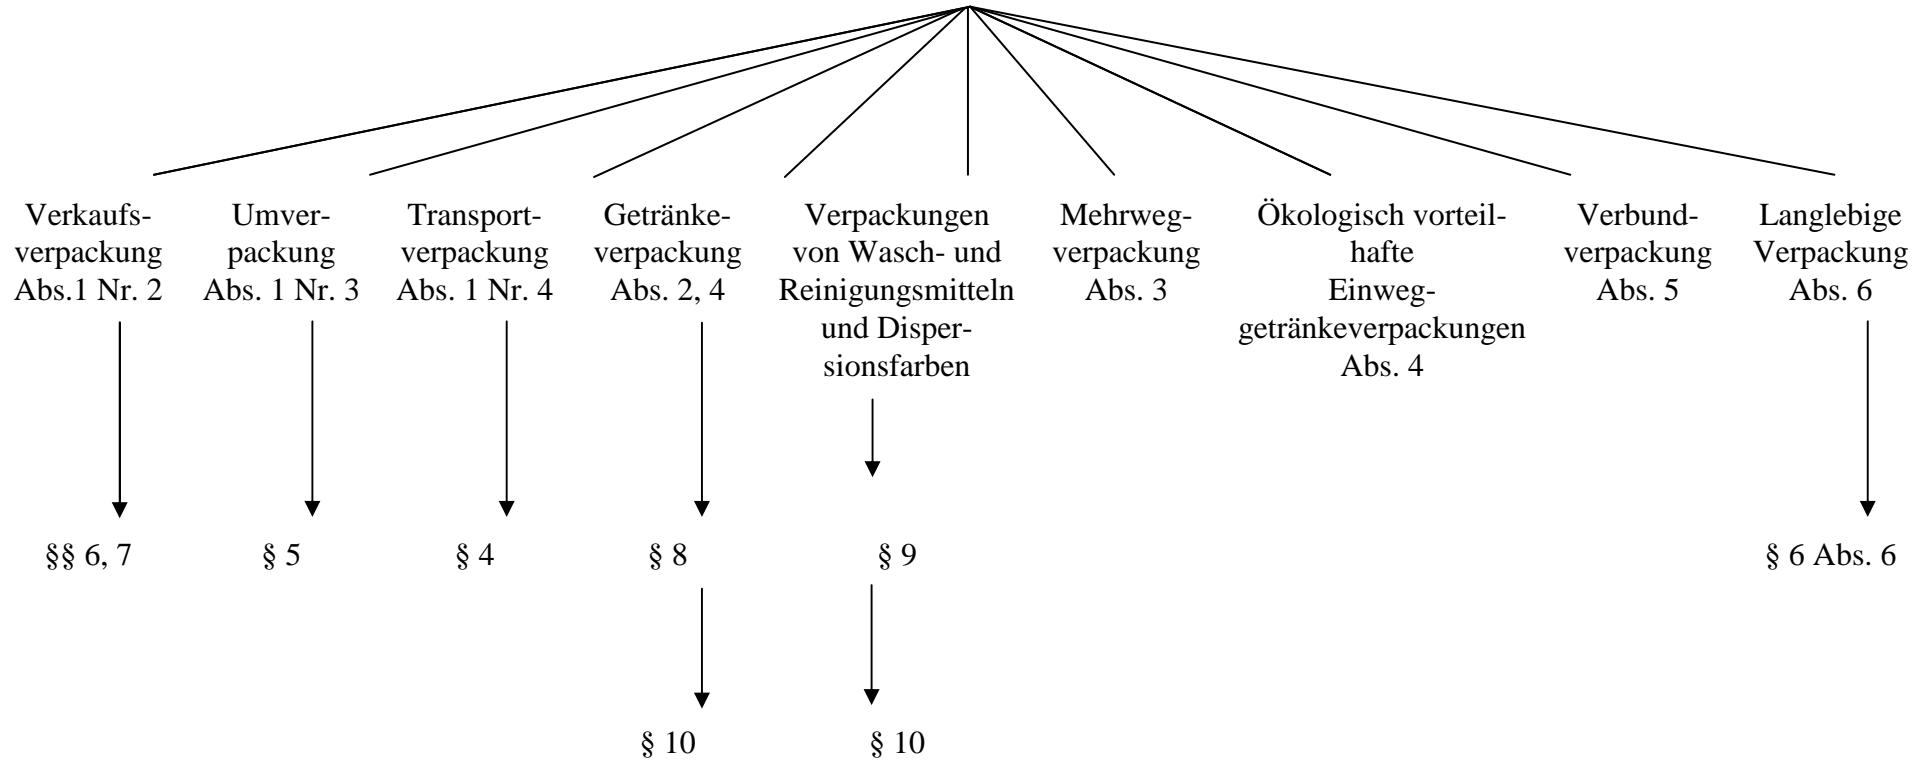 Verkaufs-
verpackung
Abs.1 Nr. 2
Umver-
packung
Abs. 1 Nr. 3
Transport-
verpackung
Abs. 1 Nr. 4
Getränke-
verpackung
Abs. 2, 4
Verpackungen
von Wasch- und
Reinigungsmitteln
und Disper-
sionsfarben
Mehrweg-
verpackung
Abs. 3
Ökologisch vorteil-
hafte
Einweg-
getränkeverpackungen
Abs. 4
Verbund-
verpackung
Abs. 5
Langlebige
Verpackung
Abs. 6
§§ 6, 7
§ 5
§ 4
§ 8
§ 9
§ 6 Abs. 6
§ 10
§ 10